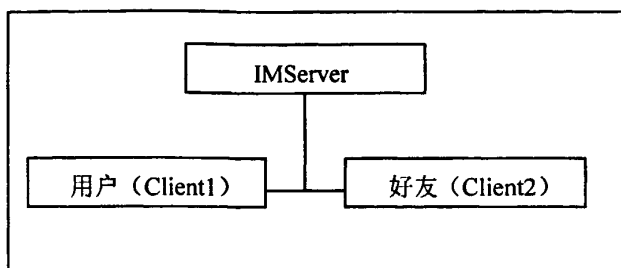 IMServer
用户（Client1）
好友（Client2）